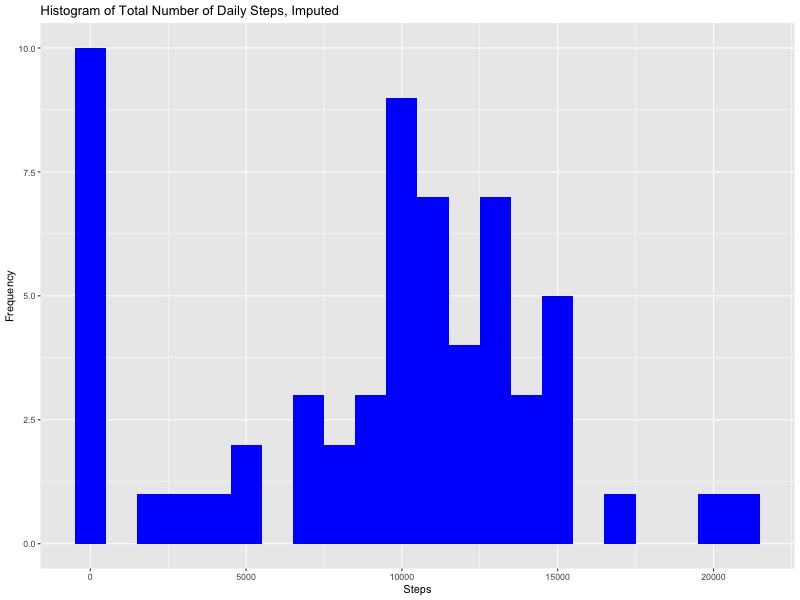 Histogram of Total Number of Daily Steps, Imputed
10.0
7.5
5.0
2.5
0.0
Frequency
0 5000 10000 15000 20000
Steps